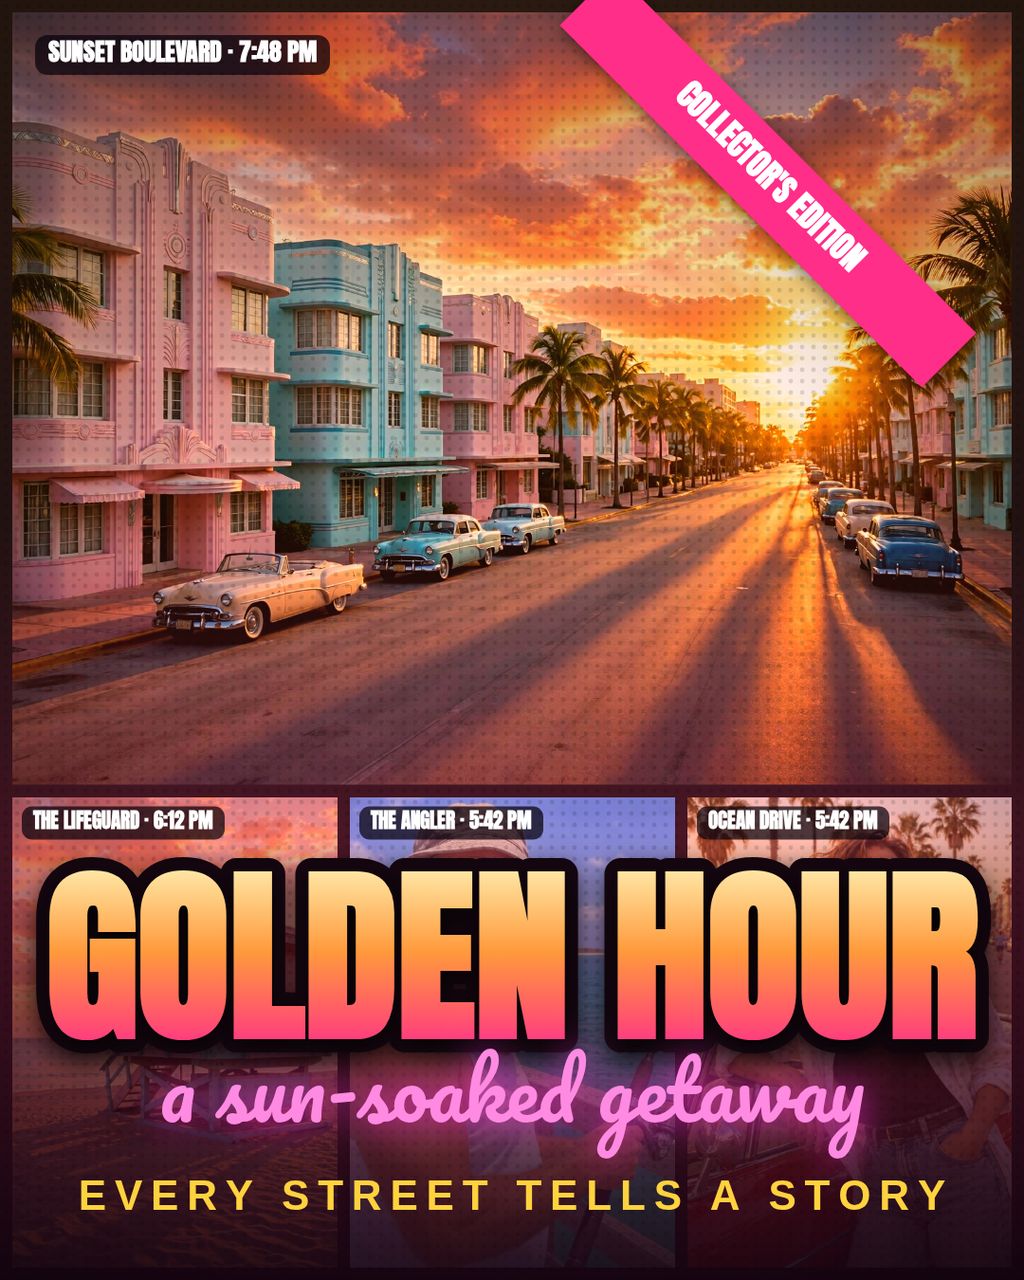 SUNSET BOULEVARD · 7:48 PM
COLLECTOR'S EDITION
THE LIFEGUARD · 6:12 PM
THE ANGLER · 5:42 PM
OCEAN DRIVE · 5:42 PM
GOLDEN HOUR
a sun-soaked getaway
EVERY STREET TELLS A STORY